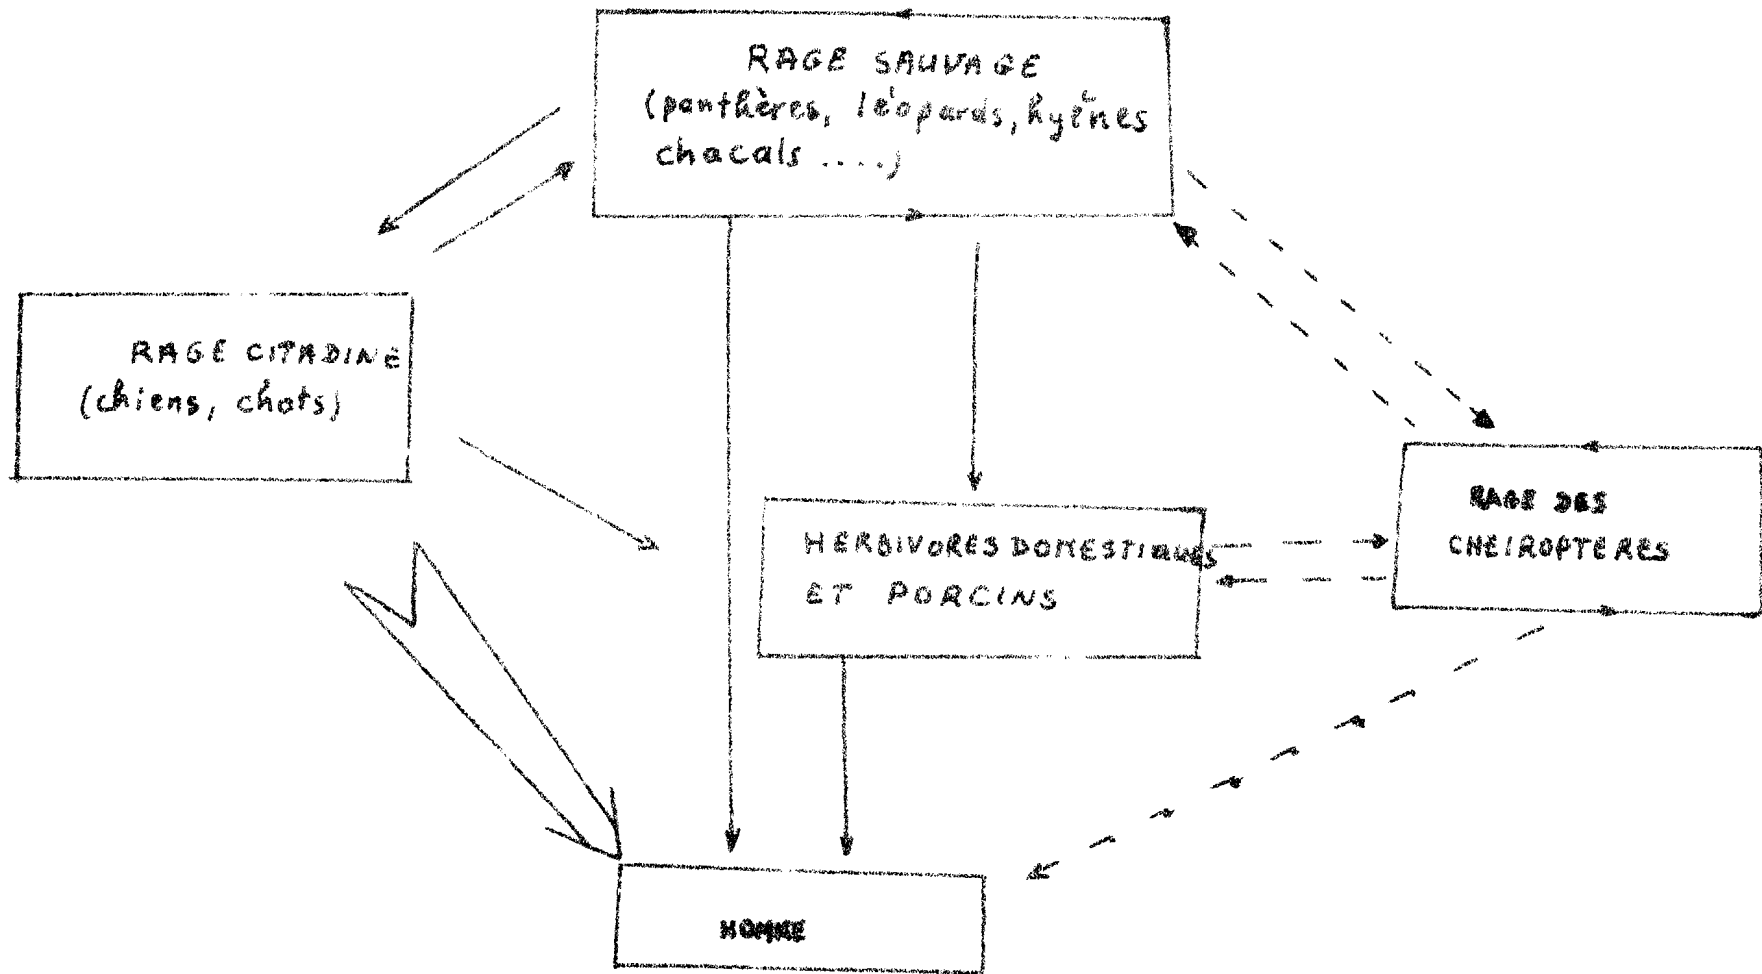 RAGE SAUVAGE
(panthères, léopards, hyènes
chacals ....)
RAGE CITADINE
(chiens, chats)
RAGE DES
CHEIROPTERES
HERBIVORES DOMESTIQUES
ET PORCINS
HOMME